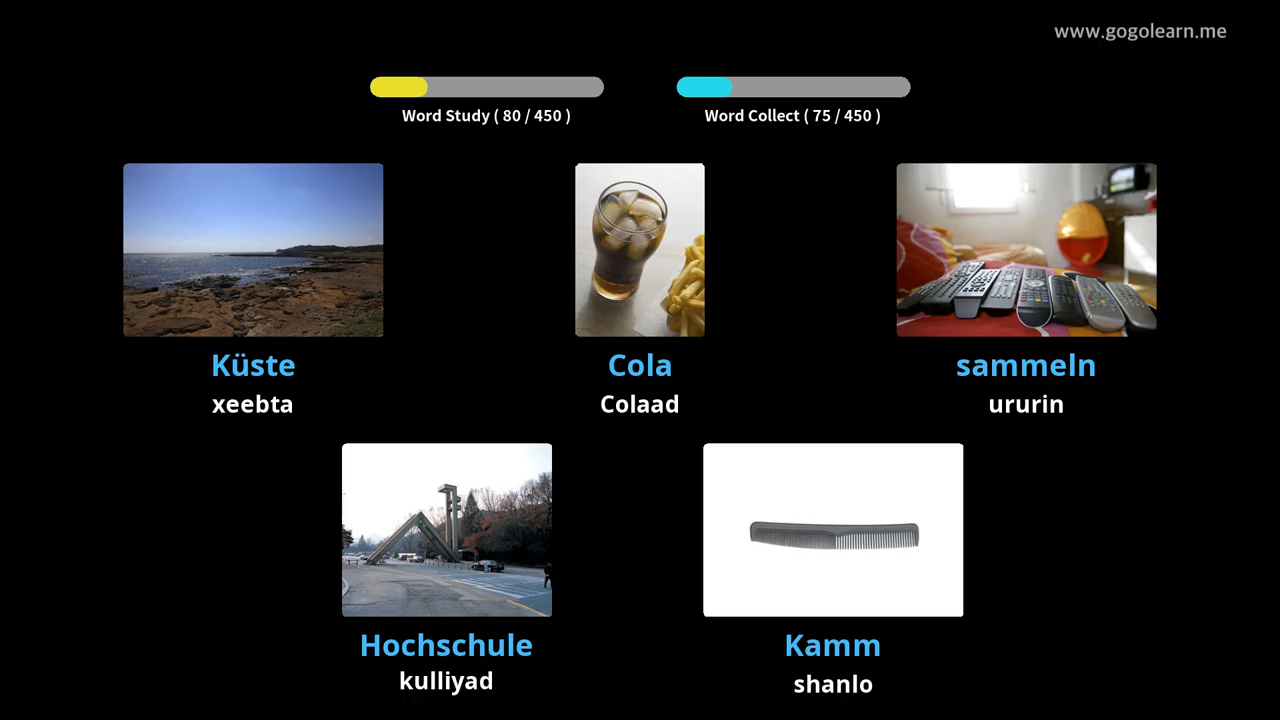 www.gogolearn.me
Word Study ( 80 / 450 )
Word Collect ( 75 / 450 )
Küste
xeebta
Cola
Colaad
sammeln
ururin
Hochschule
kulliyad
Kamm
shanlo